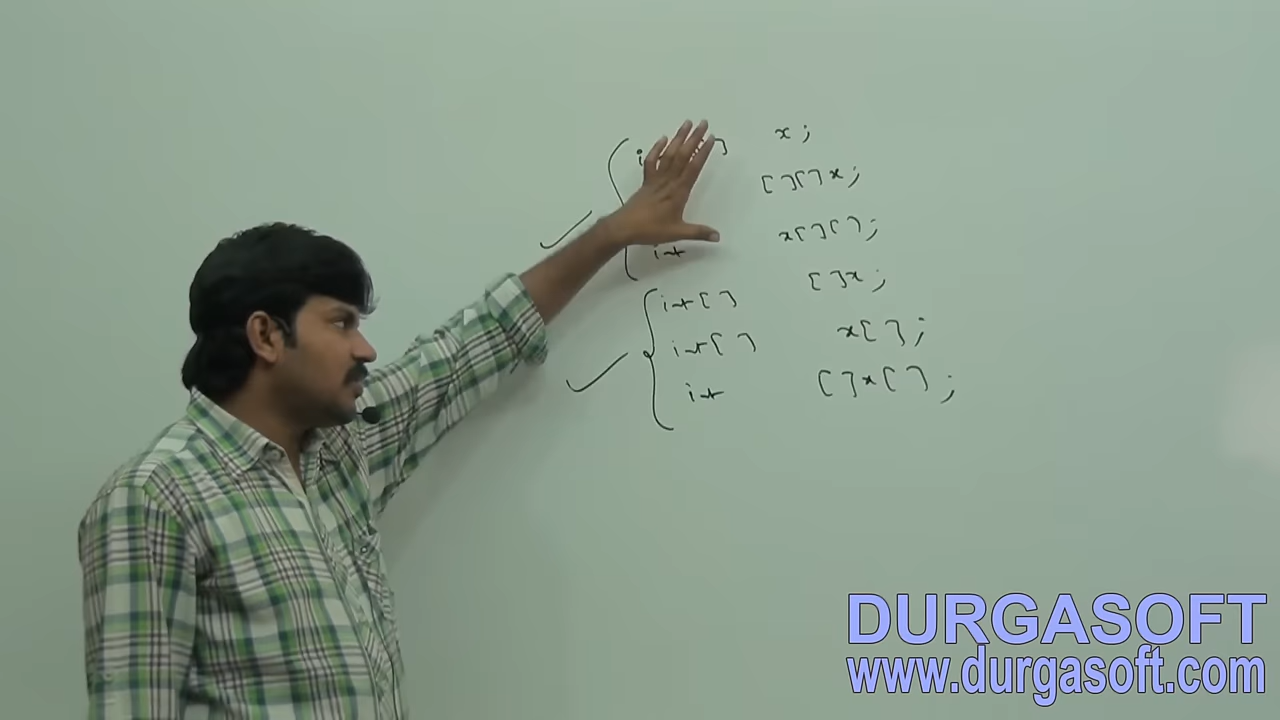 x;
[][]x;
int x[][];
int[] []x;
int[] x[];
int []x[];
DURGASOFT
www.durgasoft.com